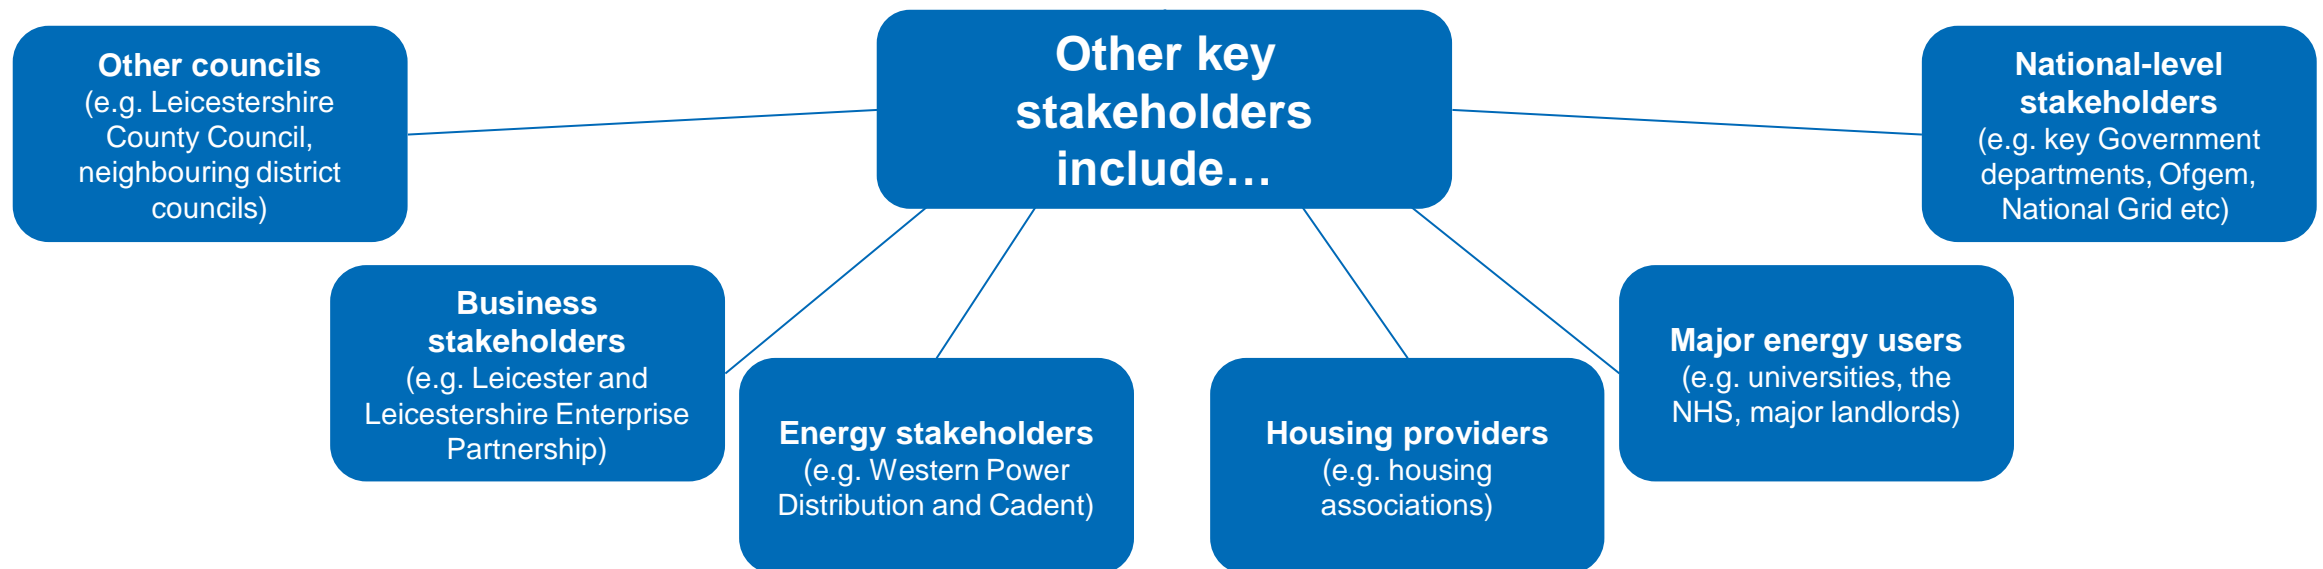 Other key
stakeholders
include…
Other councils
(e.g. Leicestershire
County Council,
neighbouring district
councils)
Business
stakeholders
(e.g. Leicester and
Leicestershire Enterprise
Partnership)
Energy stakeholders
(e.g. Western Power
Distribution and Cadent)
Housing providers
(e.g. housing
associations)
Major energy users
(e.g. universities, the
NHS, major landlords)
National-level
stakeholders
(e.g. key Government
departments, Ofgem,
National Grid etc)